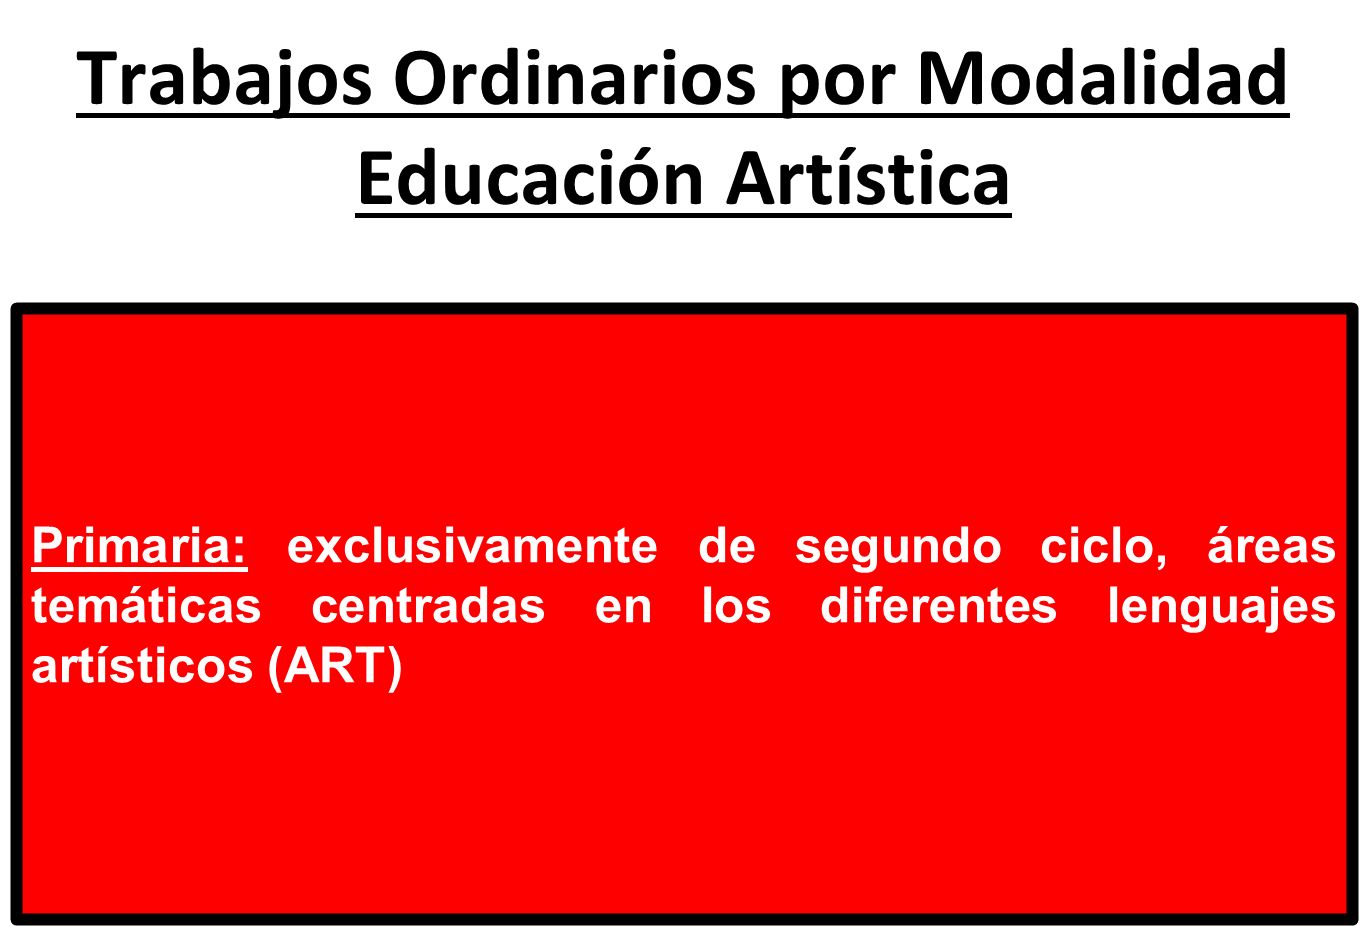 Trabajos Ordinarios por Modalidad
Educación Artística
Primaria: exclusivamente de segundo ciclo, áreas
temáticas centradas en los diferentes lenguajes
artísticos (ART)